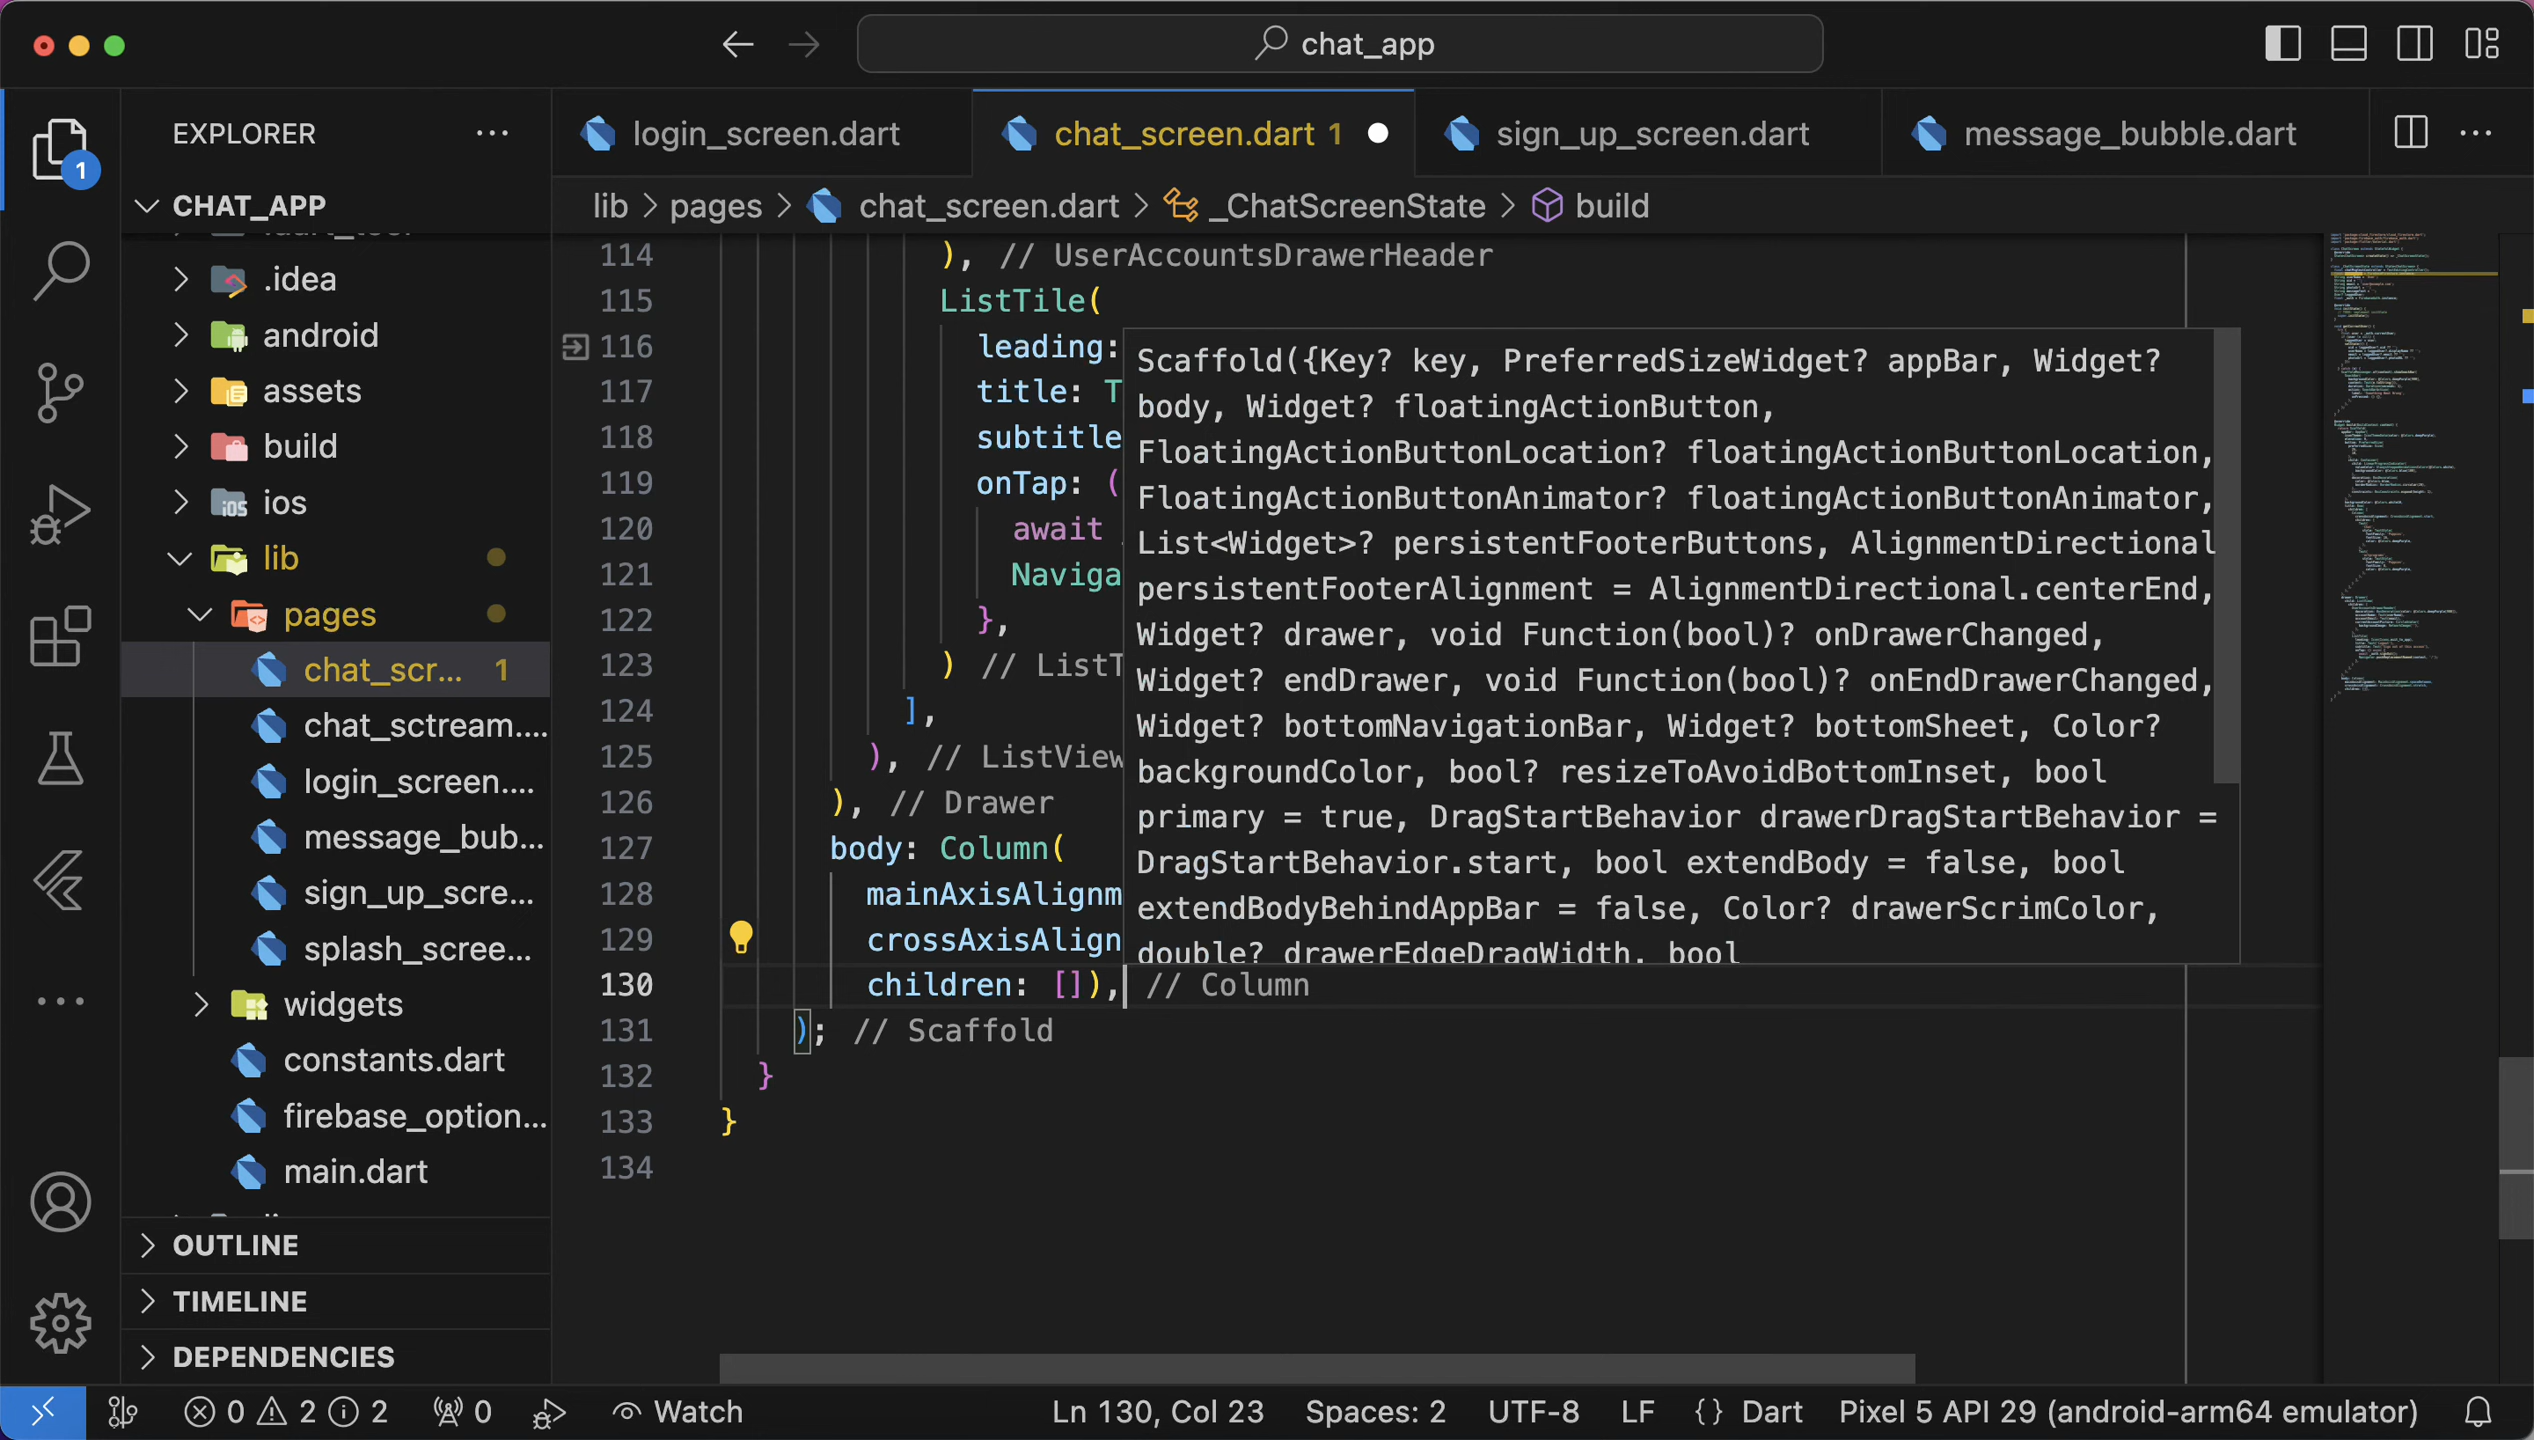 chat_app
EXPLORER
login_screen.dart
chat_screen.dart 1
sign_up_screen.dart
message_bubble.dart
1
CHAT_APP
lib > pages > chat_screen.dart > _ChatScreenState > build
.idea
android
assets
build
ios
lib
pages
chat_scr... 1
chat_sctream....
login_screen....
message_bub...
sign_up_scre...
splash_scree...
widgets
constants.dart
firebase_option...
main.dart
OUTLINE
TIMELINE
DEPENDENCIES
114 ), // UserAccountsDrawerHeader
115 ListTile(
116 leading:
117 title: T
118 subtitle
119 onTap: (
120 await
121 Naviga
122 },
123 ) // ListT
124 ],
125 ), // ListView
126 ), // Drawer
127 body: Column(
128 mainAxisAlignm
129 crossAxisAlign
130 children: []), // Column
131 ); // Scaffold
132 }
133 }
134
Scaffold({Key? key, PreferredSizeWidget? appBar, Widget?
body, Widget? floatingActionButton,
FloatingActionButtonLocation? floatingActionButtonLocation,
FloatingActionButtonAnimator? floatingActionButtonAnimator,
List<Widget>? persistentFooterButtons, AlignmentDirectional
persistentFooterAlignment = AlignmentDirectional.centerEnd,
Widget? drawer, void Function(bool)? onDrawerChanged,
Widget? endDrawer, void Function(bool)? onEndDrawerChanged,
Widget? bottomNavigationBar, Widget? bottomSheet, Color?
backgroundColor, bool? resizeToAvoidBottomInset, bool
primary = true, DragStartBehavior drawerDragStartBehavior =
DragStartBehavior.start, bool extendBody = false, bool
extendBodyBehindAppBar = false, Color? drawerScrimColor,
double? drawerEdgeDragWidth, bool
0 2 2 0 Watch Ln 130, Col 23 Spaces: 2 UTF-8 LF {} Dart Pixel 5 API 29 (android-arm64 emulator)